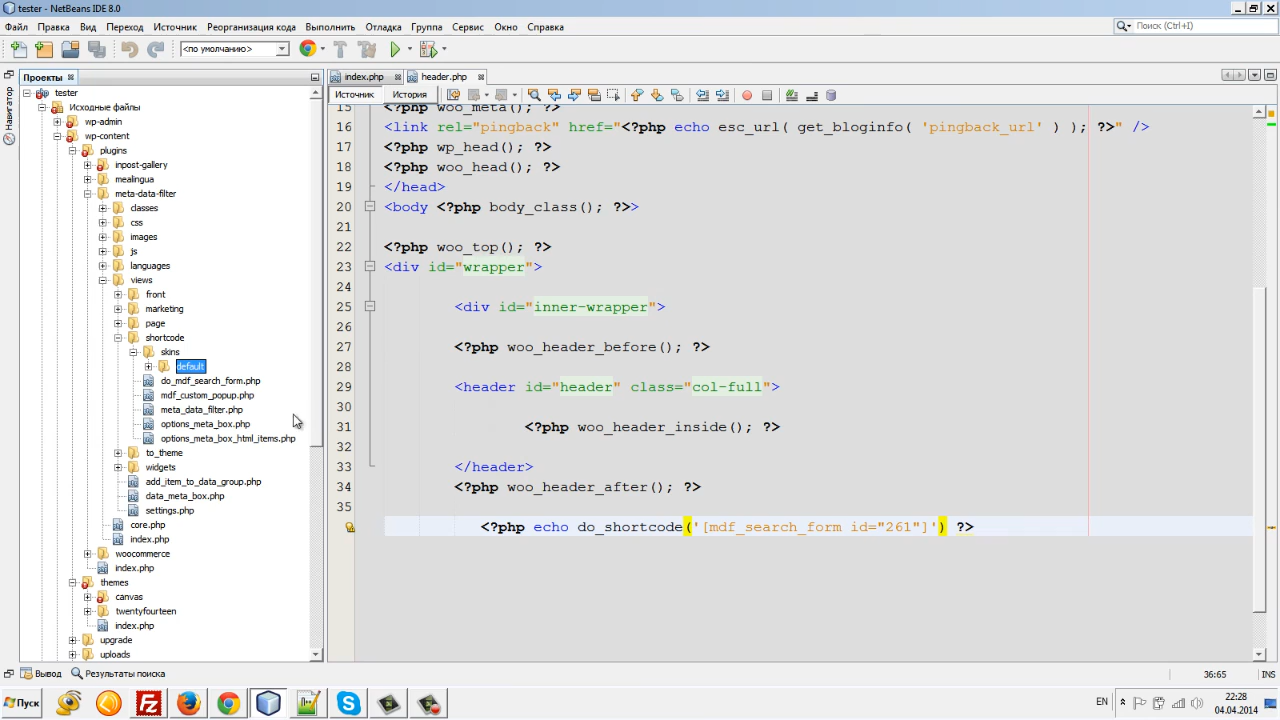 tester - NetBeans IDE 8.0
Файл Правка Вид Переход Источник Реорганизация кода Выполнить Отладка Группа Сервис Окно Справка
Поиск (Ctrl+I)
<по умолчанию>
Проекты
index.php header.php
Источник История
Навигатор
tester
Исходные файлы
wp-admin
wp-content
plugins
inpost-gallery
mealingua
meta-data-filter
classes
css
images
js
languages
views
front
marketing
page
shortcode
skins
default
do_mdf_search_form.php
mdf_custom_popup.php
meta_data_filter.php
options_meta_box.php
options_meta_box_html_items.php
to_theme
widgets
add_item_to_data_group.php
data_meta_box.php
settings.php
core.php
index.php
woocommerce
index.php
themes
canvas
twentyfourteen
index.php
upgrade
uploads
15 <?php woo_meta(); ?>
16 <link rel="pingback" href="<?php echo esc_url( get_bloginfo( 'pingback_url' ) ); ?>" />
17 <?php wp_head(); ?>
18 <?php woo_head(); ?>
19 </head>
20 <body <?php body_class(); ?>>
21
22 <?php woo_top(); ?>
23 <div id="wrapper">
24
25 <div id="inner-wrapper">
26
27 <?php woo_header_before(); ?>
28
29 <header id="header" class="col-full">
30
31 <?php woo_header_inside(); ?>
32
33 </header>
34 <?php woo_header_after(); ?>
35
<?php echo do_shortcode('[mdf_search_form id="261"]') ?>
Вывод Результаты поиска
36:65 INS
Пуск
EN
22:28
04.04.2014